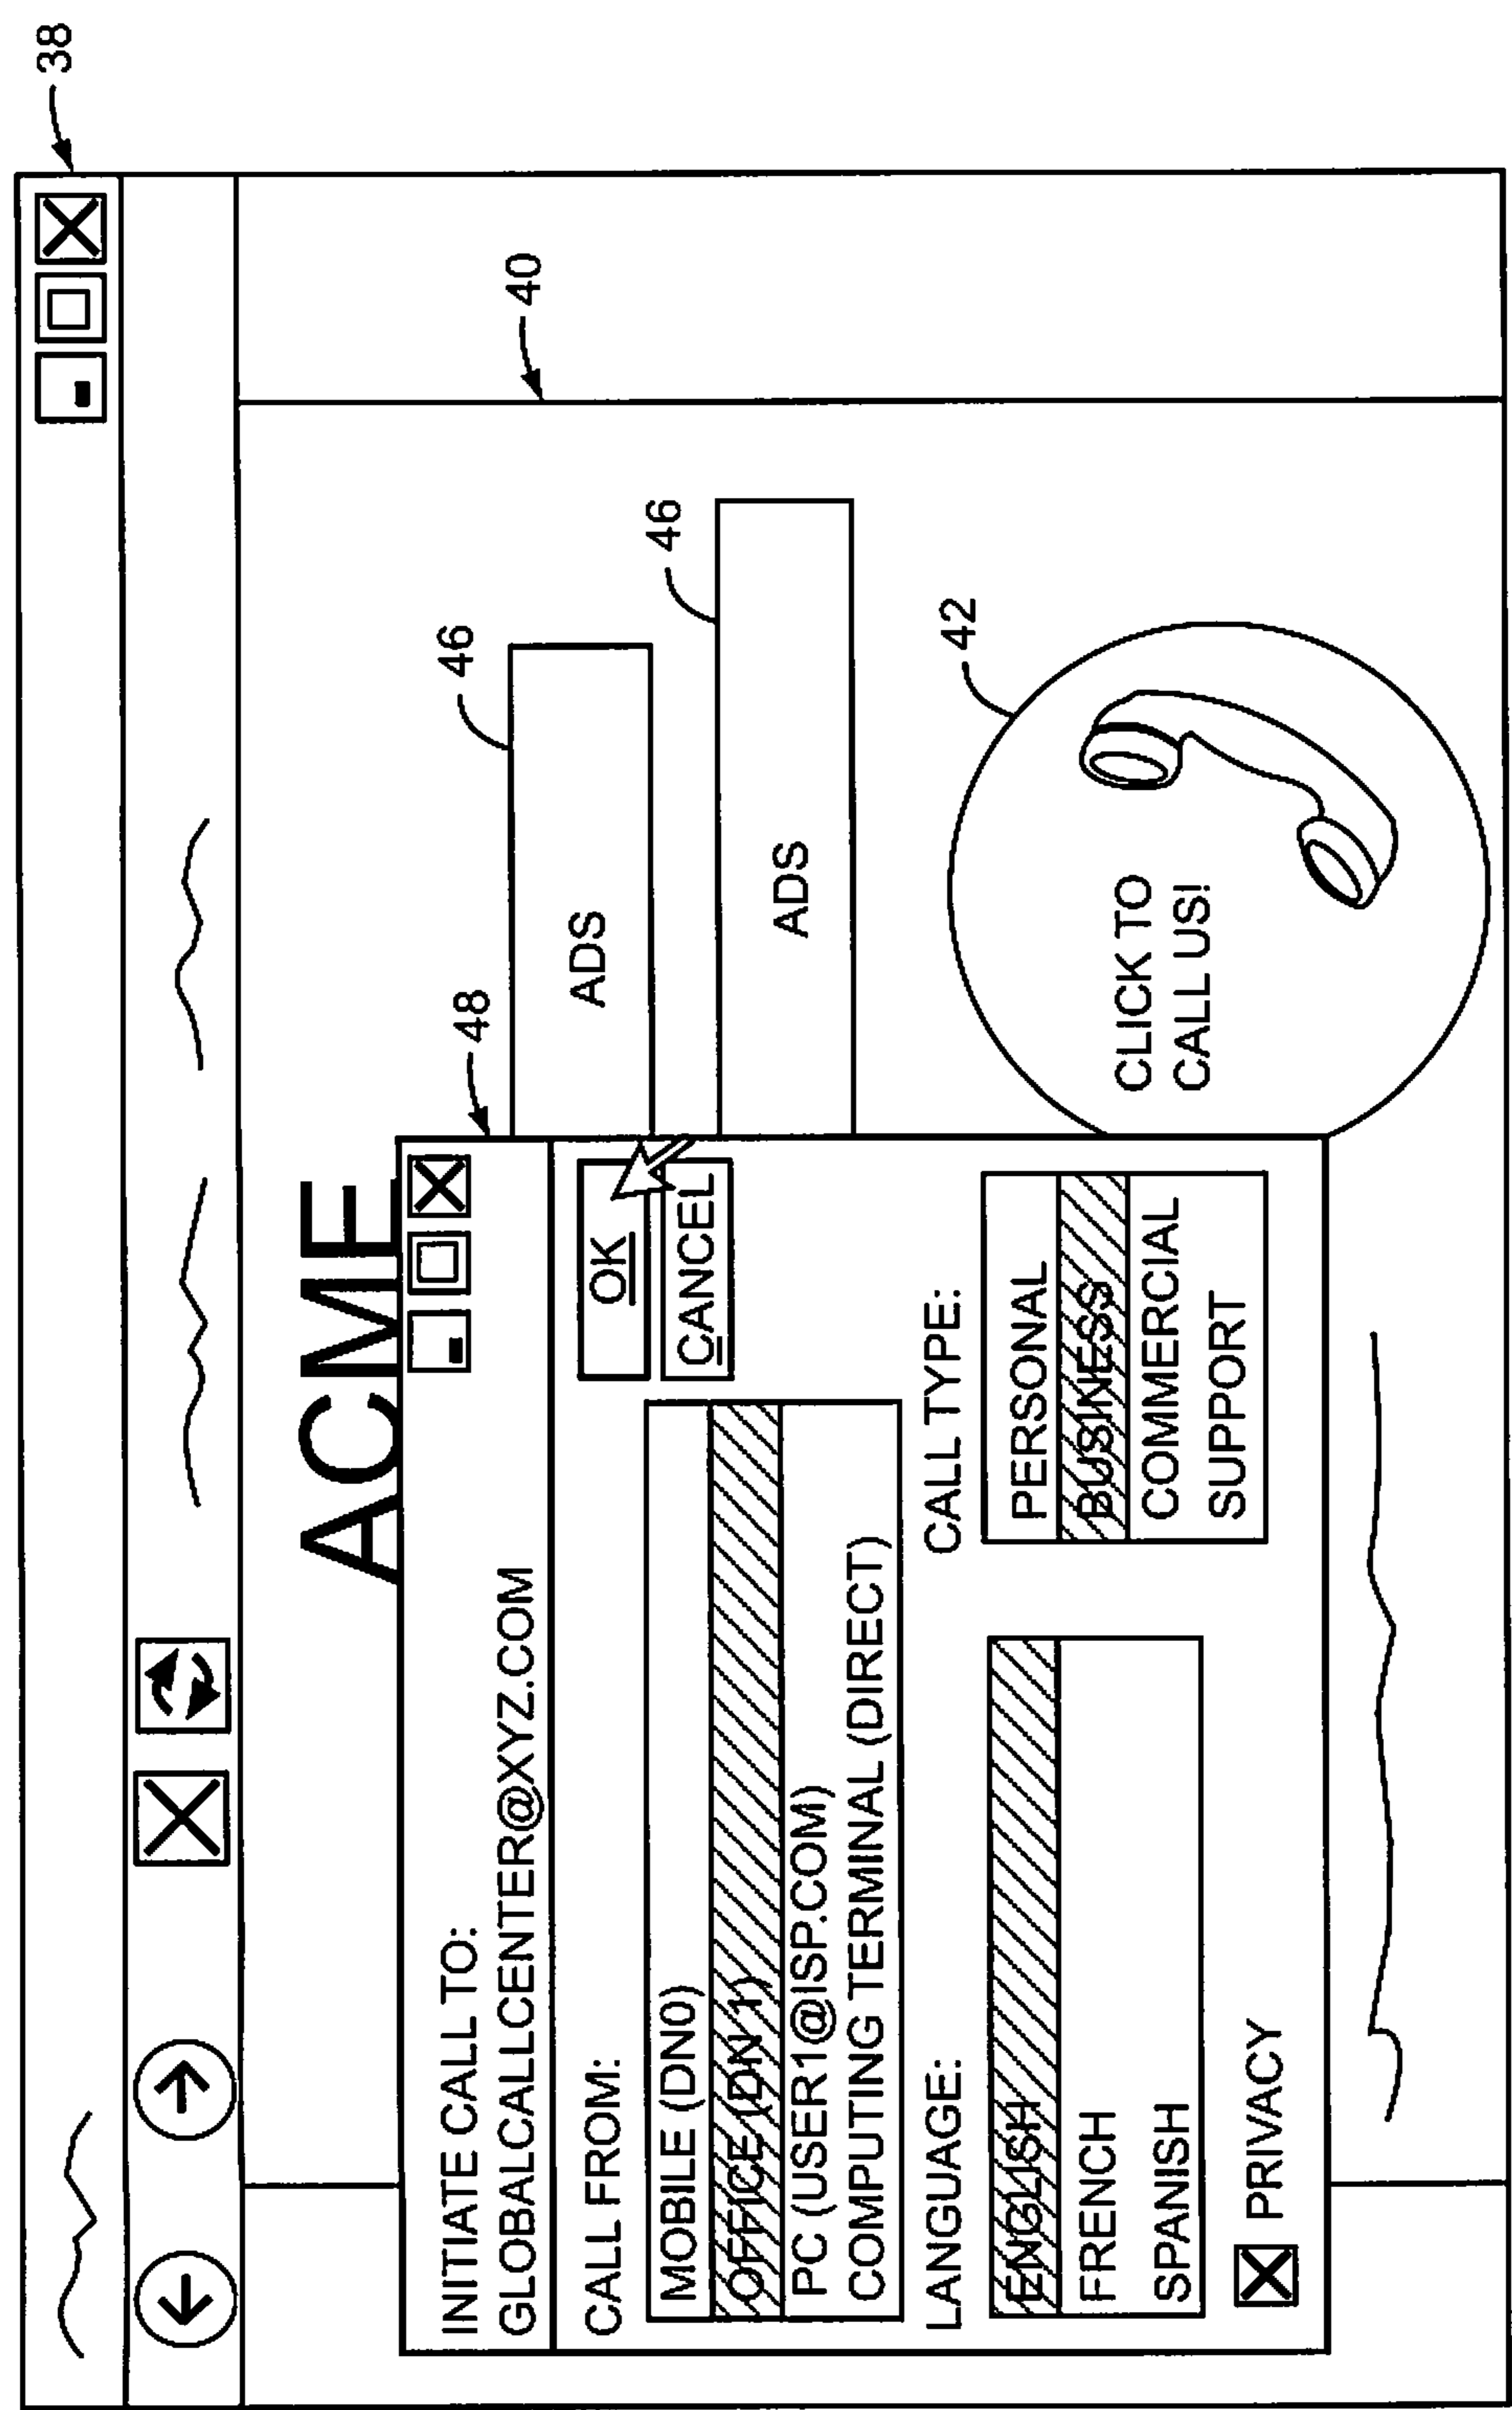 38
40
ACME
48
46
46
42
INITIATE CALL TO:
GLOBALCALLCENTER@XYZ.COM
CALL FROM:
MOBILE (DN0)
OFFICE (DN 1)
PC (USER1@ISP.COM)
COMPUTING TERMINAL (DIRECT)
OK
CANCEL
LANGUAGE:
ENGLISH
FRENCH
SPANISH
CALL TYPE:
PERSONAL
BUSINESS
COMMERCIAL
SUPPORT
PRIVACY
ADS
ADS
CLICK TO
CALL US!